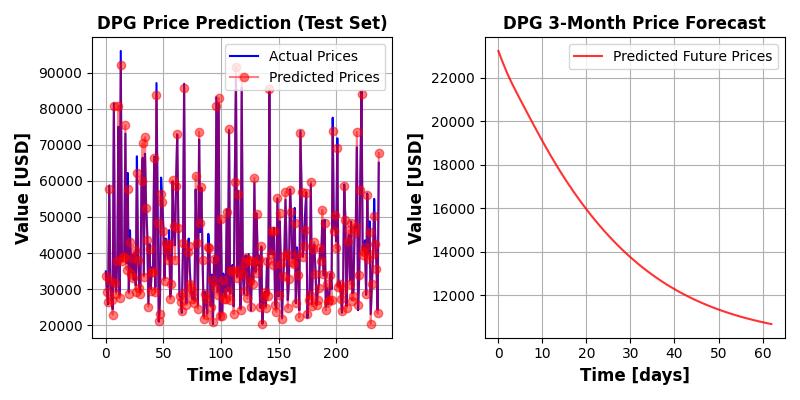 DPG Price Prediction (Test Set)
Actual Prices
Predicted Prices
90000
80000
70000
60000
50000
40000
30000
20000
Value [USD]
0 50 100 150 200
Time [days]
DPG 3-Month Price Forecast
Predicted Future Prices
22000
20000
18000
16000
14000
12000
Value [USD]
0 10 20 30 40 50 60
Time [days]